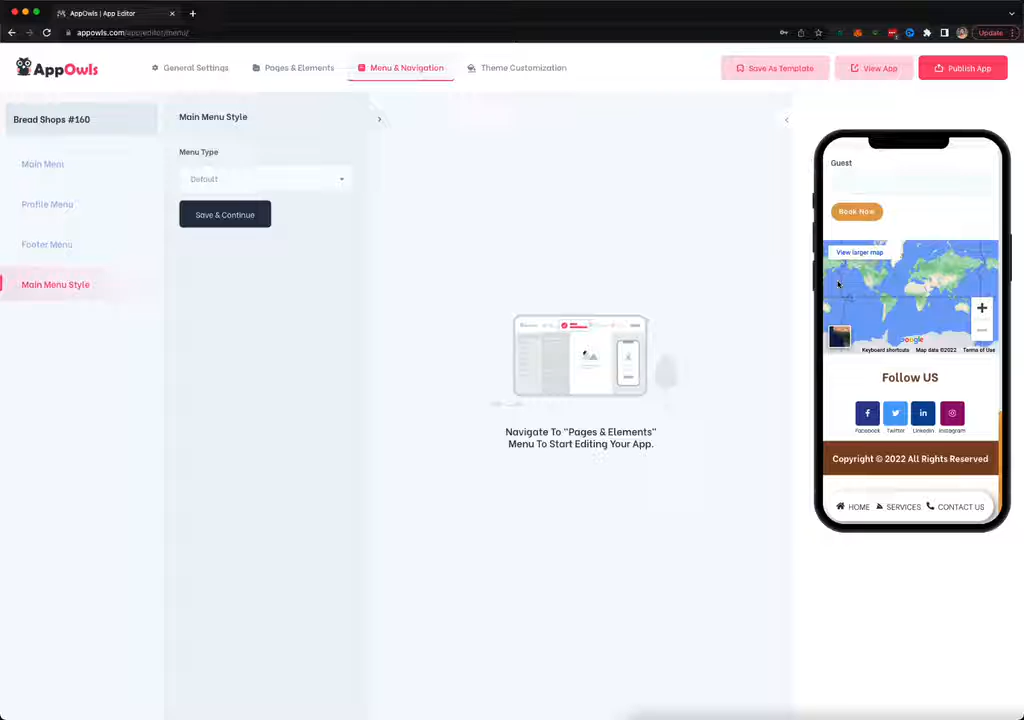 AppOwls | App Editor
appowls.com/appeditor/menu/
Update
AppOwls
General Settings
Pages & Elements
Menu & Navigation
Theme Customization
Save As Template
View App
Publish App
Bread Shops #160
Main Menu
Profile Menu
Footer Menu
Main Menu Style
Main Menu Style
Menu Type
Default
Save & Continue
Navigate To "Pages & Elements"
Menu To Start Editing Your App.
Guest
Book Now
View larger map
Google
Keyboard shortcuts Map data ©2022 Terms of Use
Follow US
Facebook Twitter Linkedin Instagram
Copyright © 2022 All Rights Reserved
HOME SERVICES CONTACT US